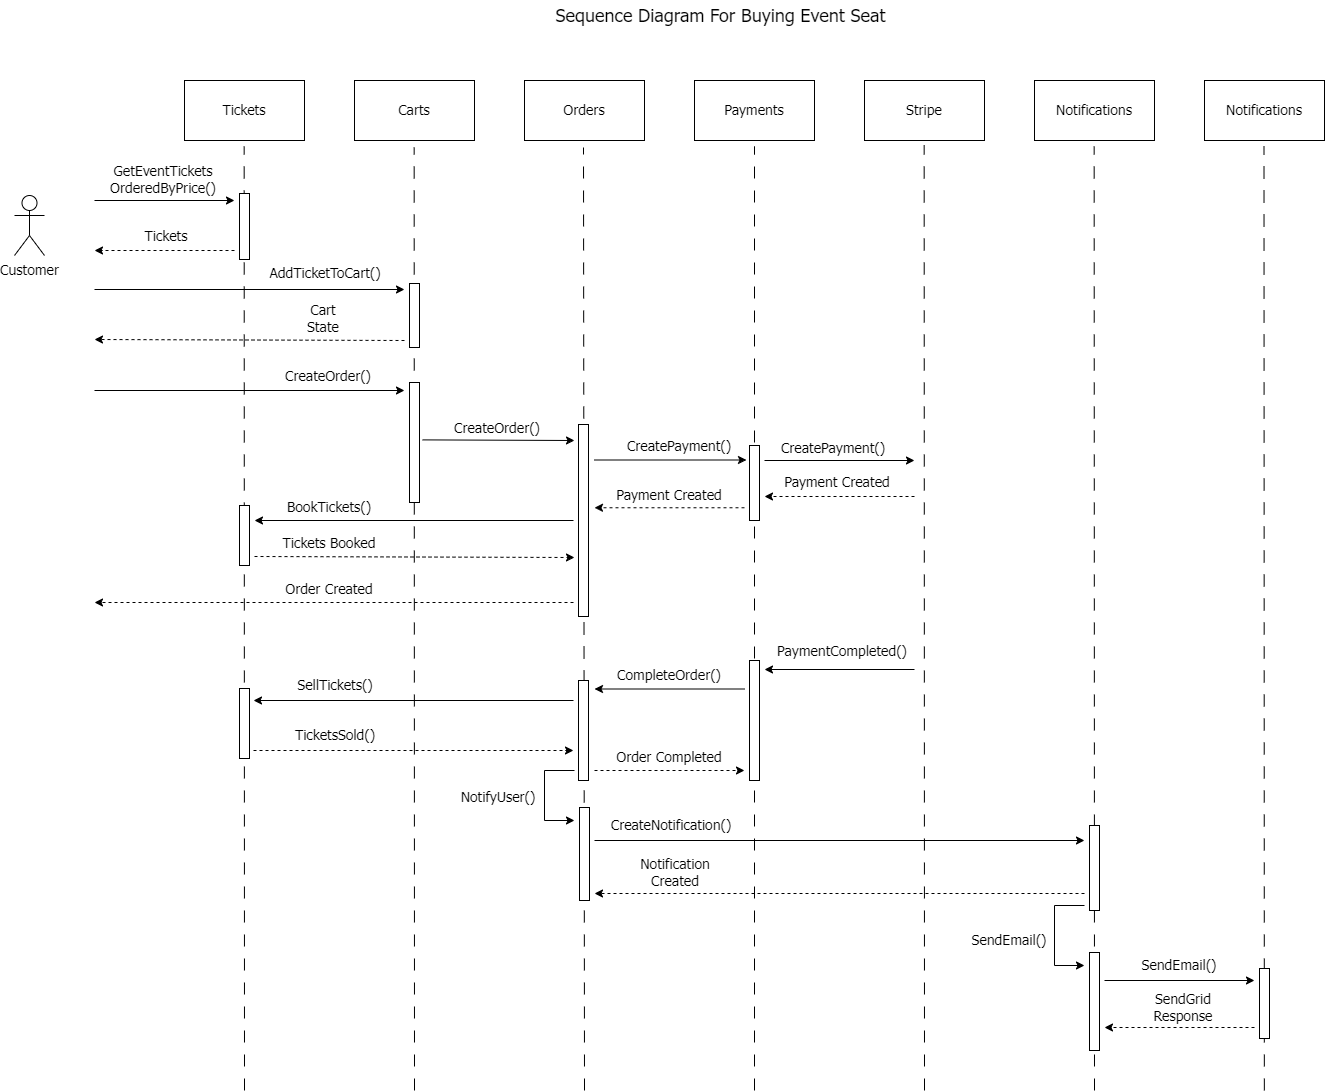 Sequence Diagram For Buying Event Seat
Tickets
Carts
Orders
Payments
Stripe
Notifications
Notifications
GetEventTickets
OrderedByPrice()
Tickets
Customer
AddTicketToCart()
Cart
State
CreateOrder()
CreateOrder()
CreatePayment()
CreatePayment()
Payment Created
Payment Created
BookTickets()
Tickets Booked
Order Created
PaymentCompleted()
CompleteOrder()
SellTickets()
TicketsSold()
Order Completed
NotifyUser()
CreateNotification()
Notification
Created
SendEmail()
SendEmail()
SendGrid
Response